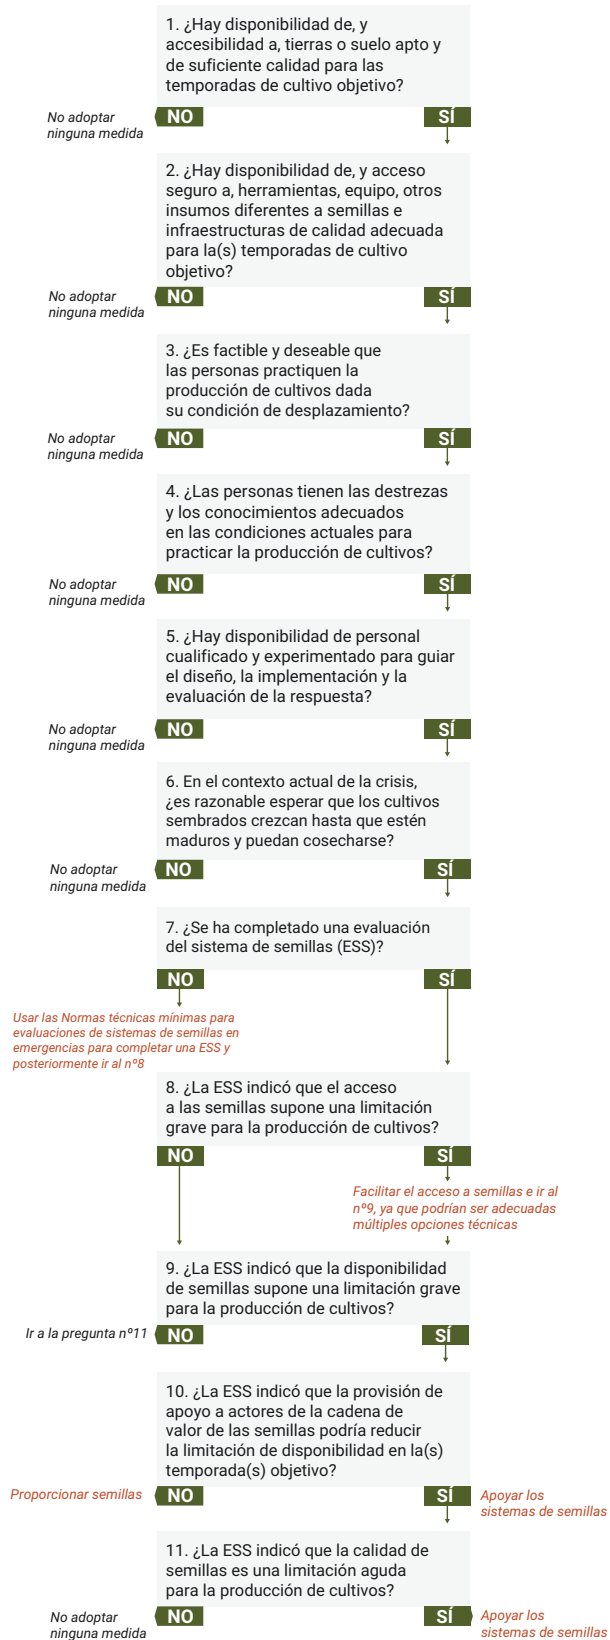 1. ¿Hay disponibilidad de, y
accesibilidad a, tierras o suelo apto y
de suficiente calidad para las
temporadas de cultivo objetivo?
No adoptar
ninguna medida
NO
SÍ
2. ¿Hay disponibilidad de, y acceso
seguro a, herramientas, equipo, otros
insumos diferentes a semillas e
infraestructuras de calidad adecuada
para la(s) temporadas de cultivo
objetivo?
No adoptar
ninguna medida
NO
SÍ
3. ¿Es factible y deseable que
las personas practiquen la
producción de cultivos dada
su condición de desplazamiento?
No adoptar
ninguna medida
NO
SÍ
4. ¿Las personas tienen las destrezas
y los conocimientos adecuados
en las condiciones actuales para
practicar la producción de cultivos?
No adoptar
ninguna medida
NO
SÍ
5. ¿Hay disponibilidad de personal
cualificado y experimentado para guiar
el diseño, la implementación y la
evaluación de la respuesta?
No adoptar
ninguna medida
NO
SÍ
6. En el contexto actual de la crisis,
¿es razonable esperar que los cultivos
sembrados crezcan hasta que estén
maduros y puedan cosecharse?
No adoptar
ninguna medida
NO
SÍ
7. ¿Se ha completado una evaluación
del sistema de semillas (ESS)?
NO
SÍ
Usar las Normas técnicas mínimas para
evaluaciones de sistemas de semillas en
emergencias para completar una ESS y
posteriormente ir al nº8
8. ¿La ESS indicó que el acceso
a las semillas supone una limitación
grave para la producción de cultivos?
NO
SÍ
Facilitar el acceso a semillas e ir al
nº9, ya que podrían ser adecuadas
múltiples opciones técnicas
9. ¿La ESS indicó que la disponibilidad
de semillas supone una limitación grave
para la producción de cultivos?
Ir a la pregunta nº11
NO
SÍ
10. ¿La ESS indicó que la provisión de
apoyo a actores de la cadena de
valor de las semillas podría reducir
la limitación de disponibilidad en la(s)
temporada(s) objetivo?
Proporcionar semillas
NO
SÍ
Apoyar los
sistemas de semillas
11. ¿La ESS indicó que la calidad de
semillas es una limitación aguda
para la producción de cultivos?
No adoptar
ninguna medida
NO
SÍ
Apoyar los
sistemas de semillas